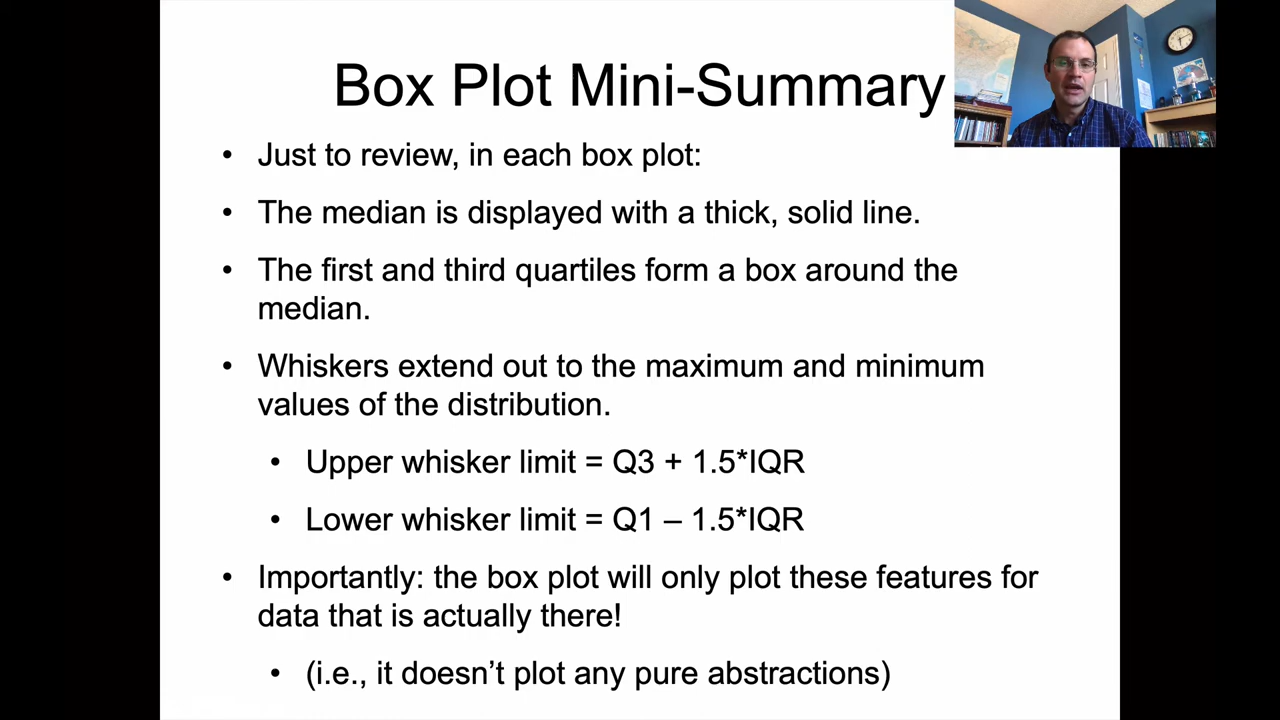 Box Plot Mini-Summary
• Just to review, in each box plot:
• The median is displayed with a thick, solid line.
• The first and third quartiles form a box around the
median.
• Whiskers extend out to the maximum and minimum
values of the distribution.
• Upper whisker limit = Q3 + 1.5*IQR
• Lower whisker limit = Q1 – 1.5*IQR
• Importantly: the box plot will only plot these features for
data that is actually there!
• (i.e., it doesn’t plot any pure abstractions)